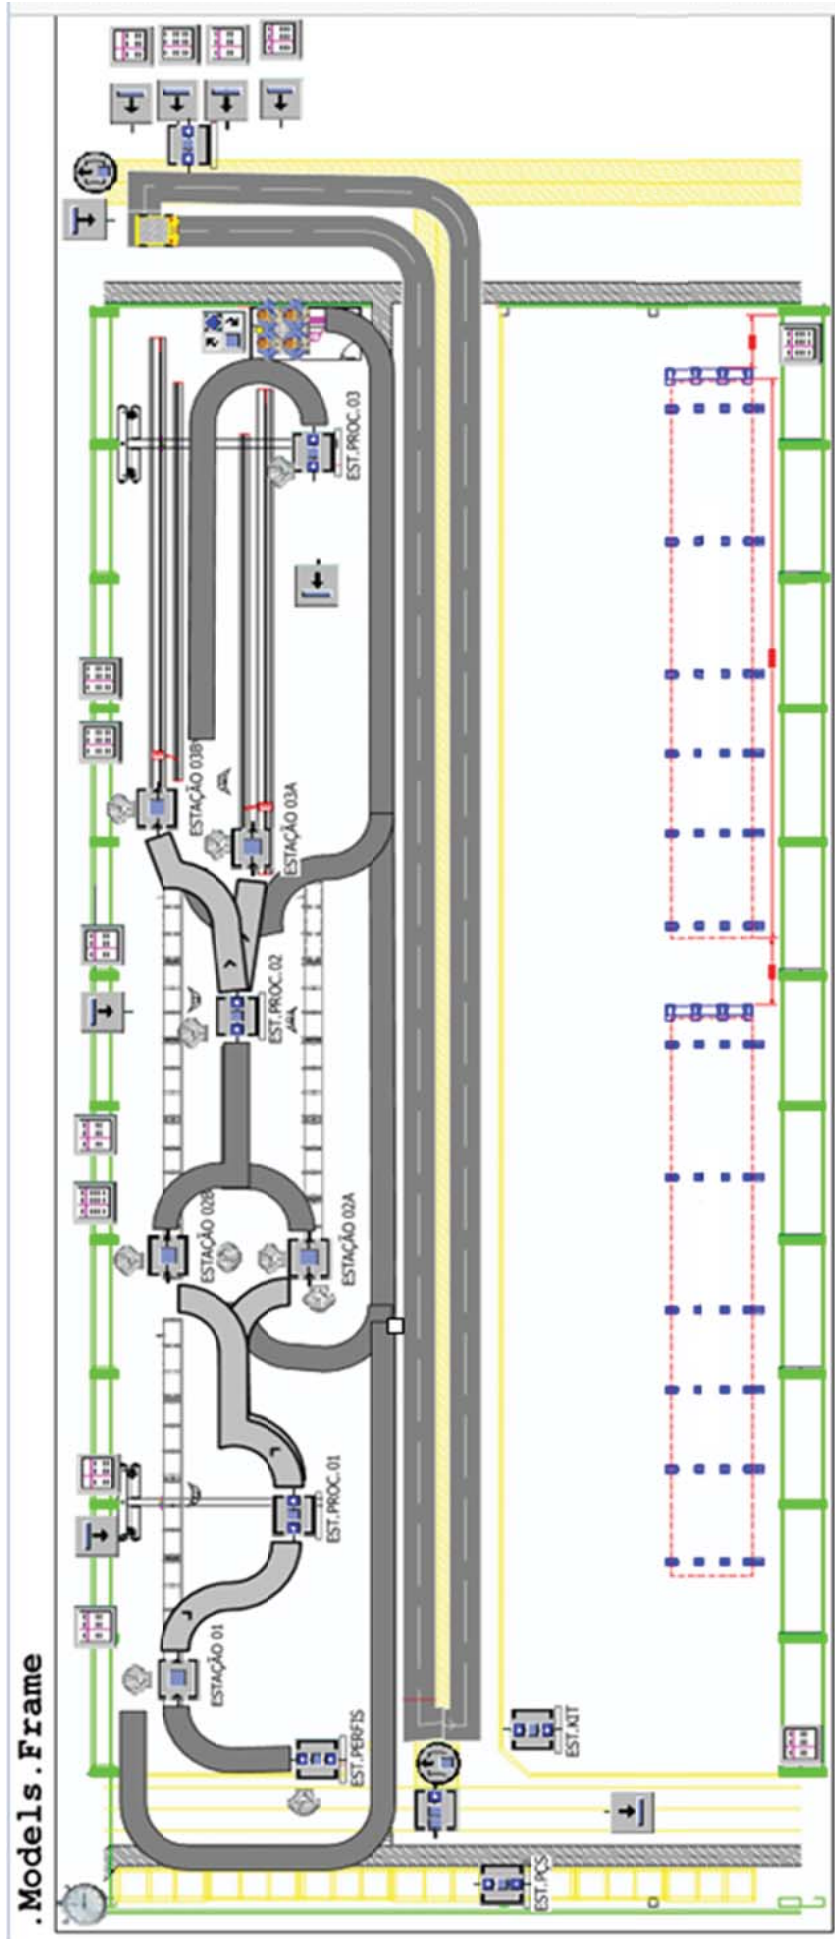 .Models.Frame
EST.PERFIS
ESTAÇÃO 01
EST.PROC.01
ESTAÇÃO 02B
ESTAÇÃO 02A
EST.PROC.02
ESTAÇÃO 03B
ESTAÇÃO 03A
EST.PROC.03
EST.KIT
EST.PÇS